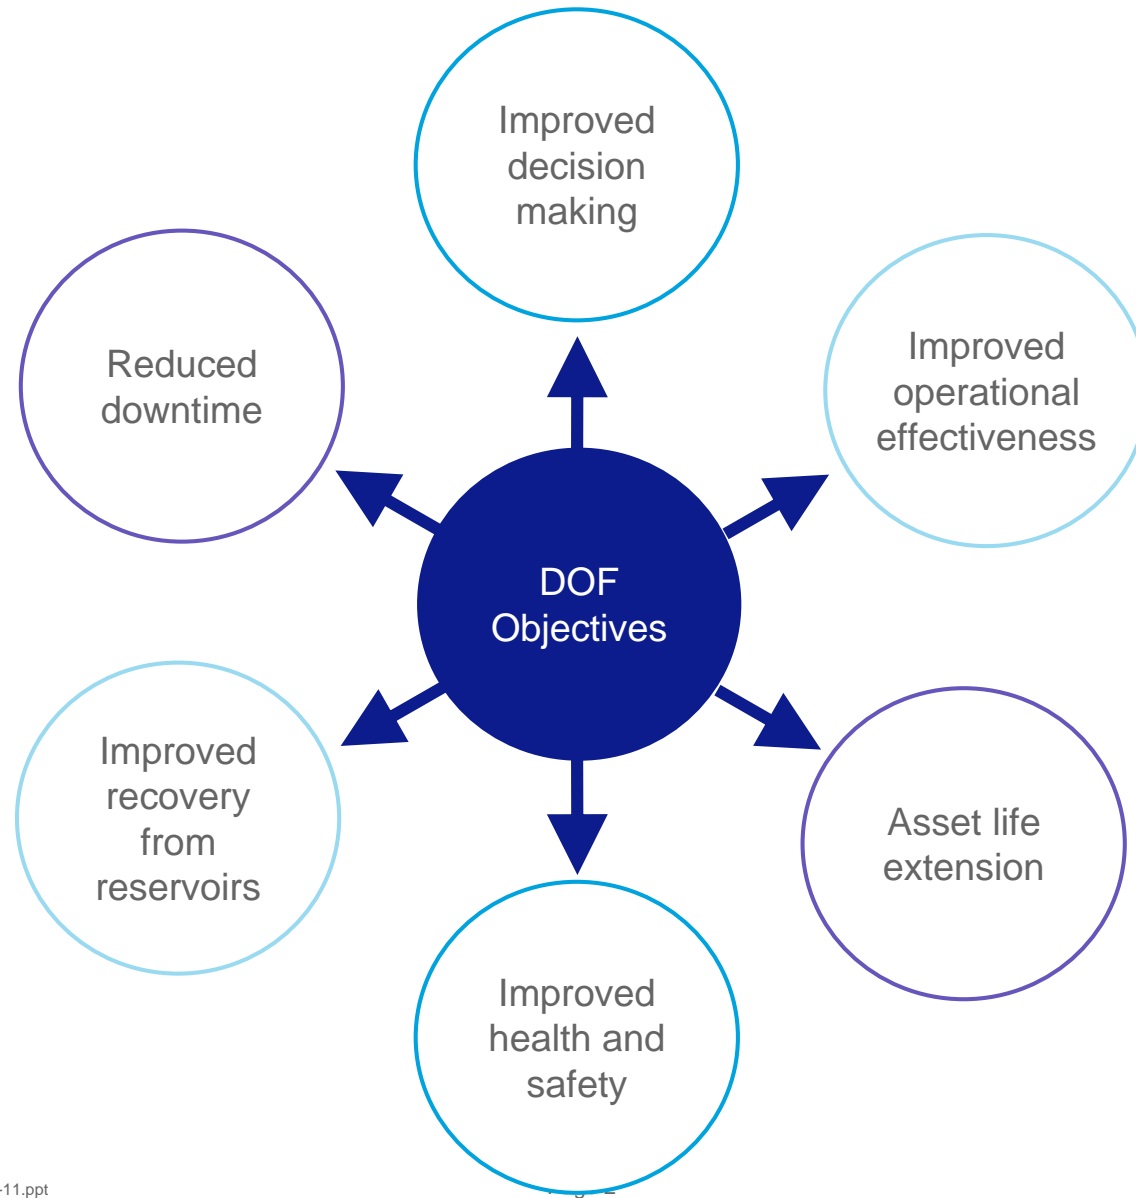 Improved
decision
making
Reduced
downtime
Improved
operational
effectiveness
DOF
Objectives
Improved
recovery
from
reservoirs
Asset life
extension
Improved
health and
safety
-11.ppt